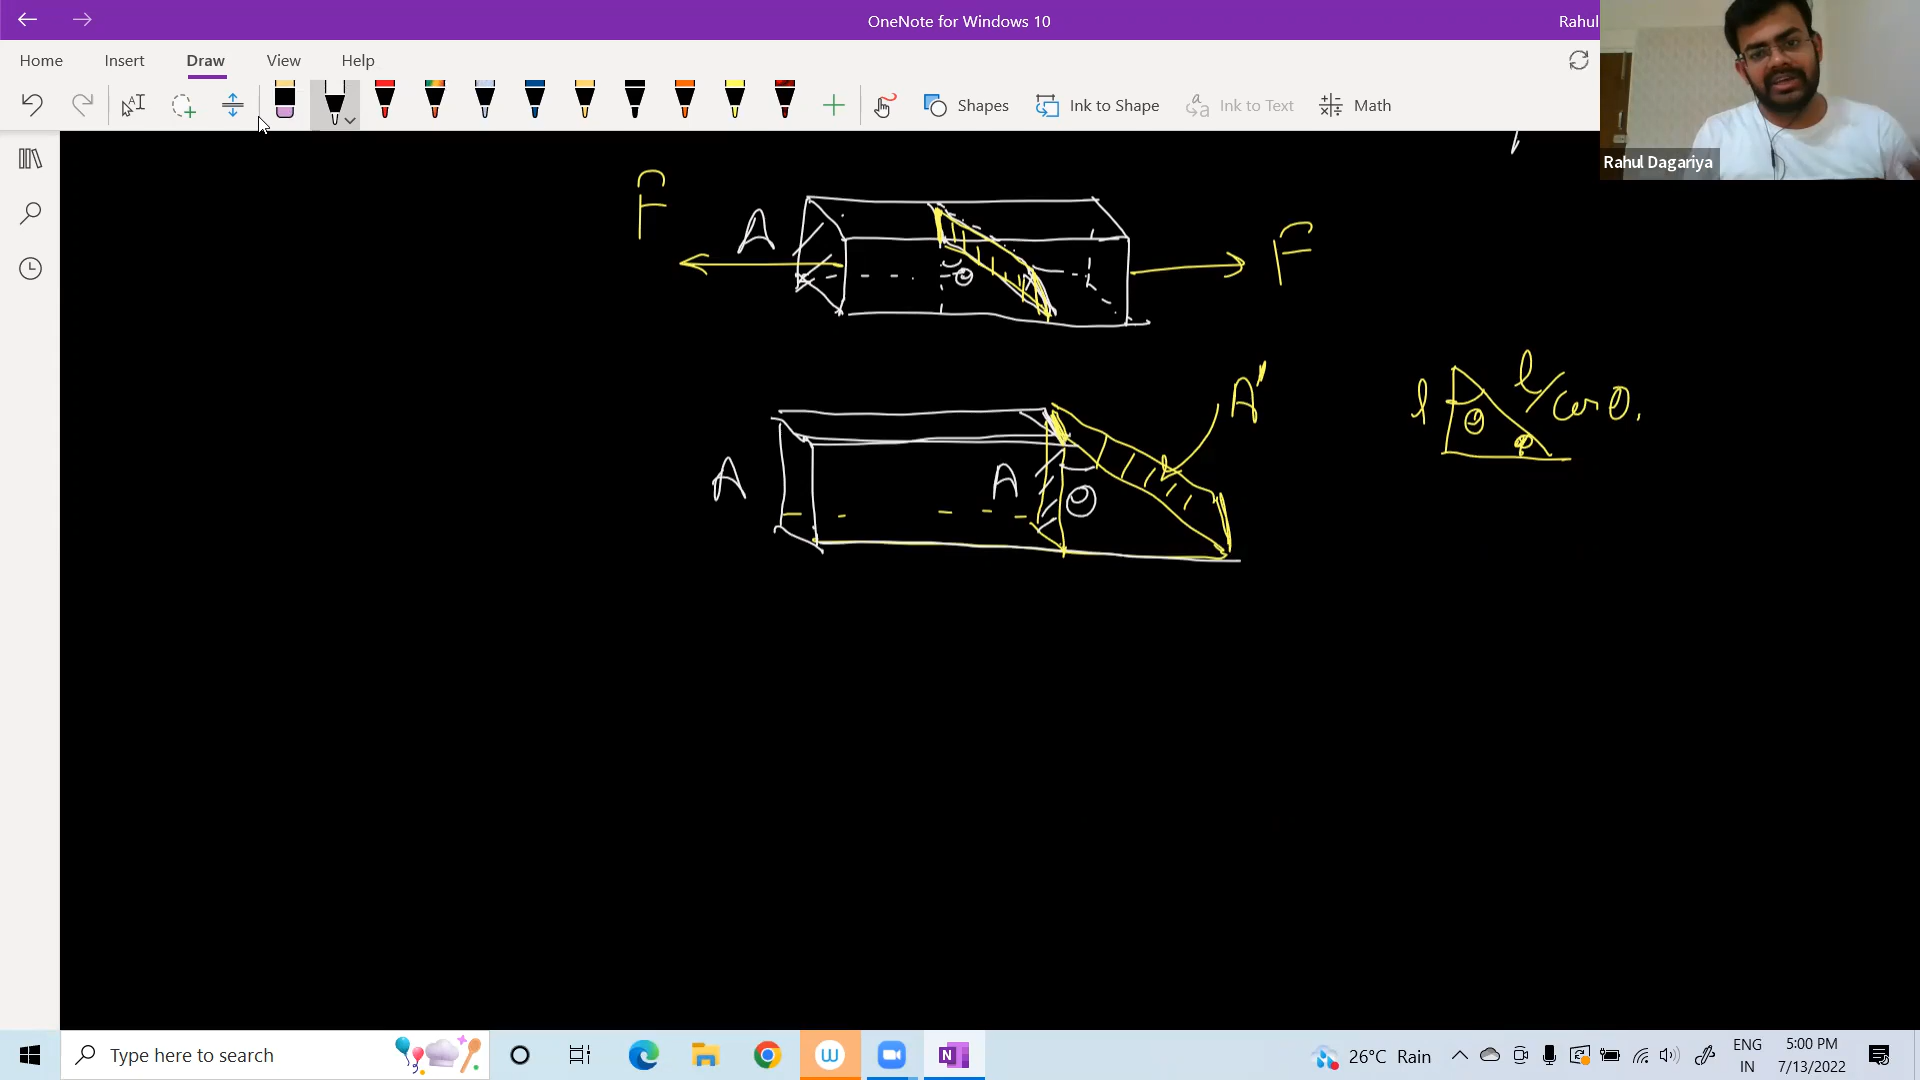 OneNote for Windows 10
Rahul
Home Insert Draw View Help
Shapes Ink to Shape Ink to Text Math
Rahul Dagariya
F
A
θ
F
A"
l
θ
l/cos θ.
A
A
θ
Type here to search
26°C Rain
ENG
IN
5:00 PM
7/13/2022